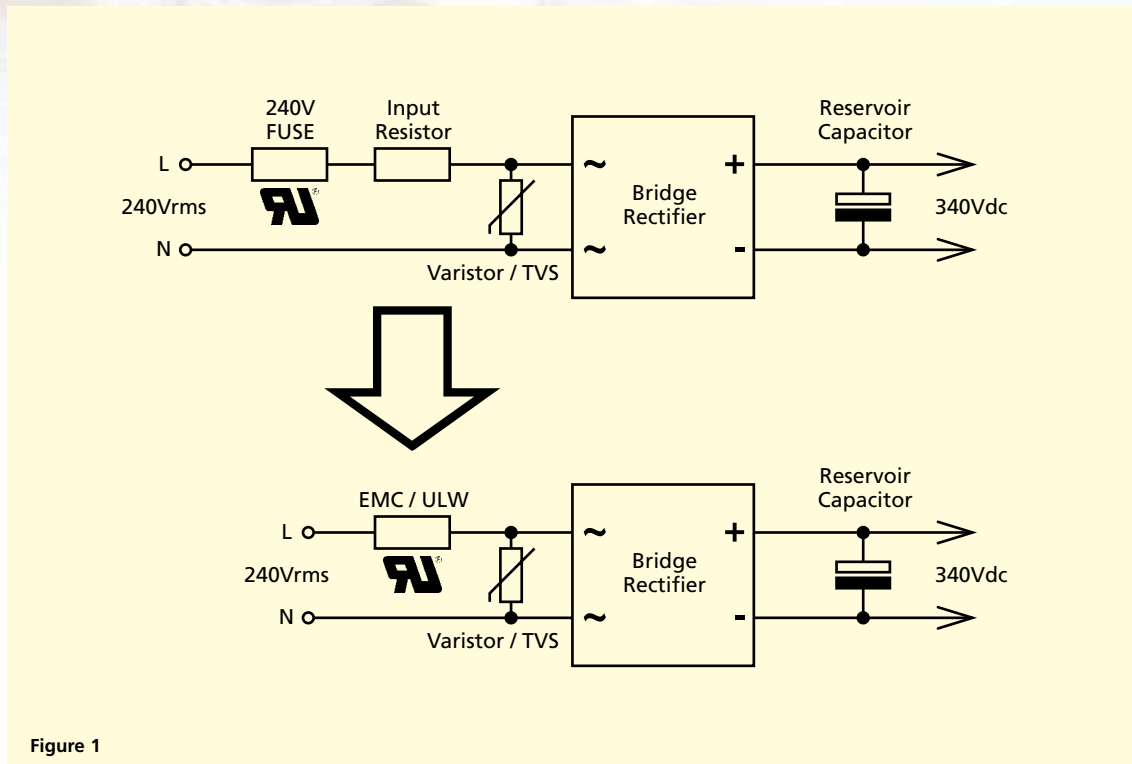 240V
FUSE
Input
Resistor
Reservoir
Capacitor
L
~
+
Bridge
Rectifier
240Vrms
340Vdc
N
~
-
Varistor / TVS
EMC / ULW
Reservoir
Capacitor
L
~
+
Bridge
Rectifier
240Vrms
340Vdc
N
~
-
Varistor / TVS
Figure 1